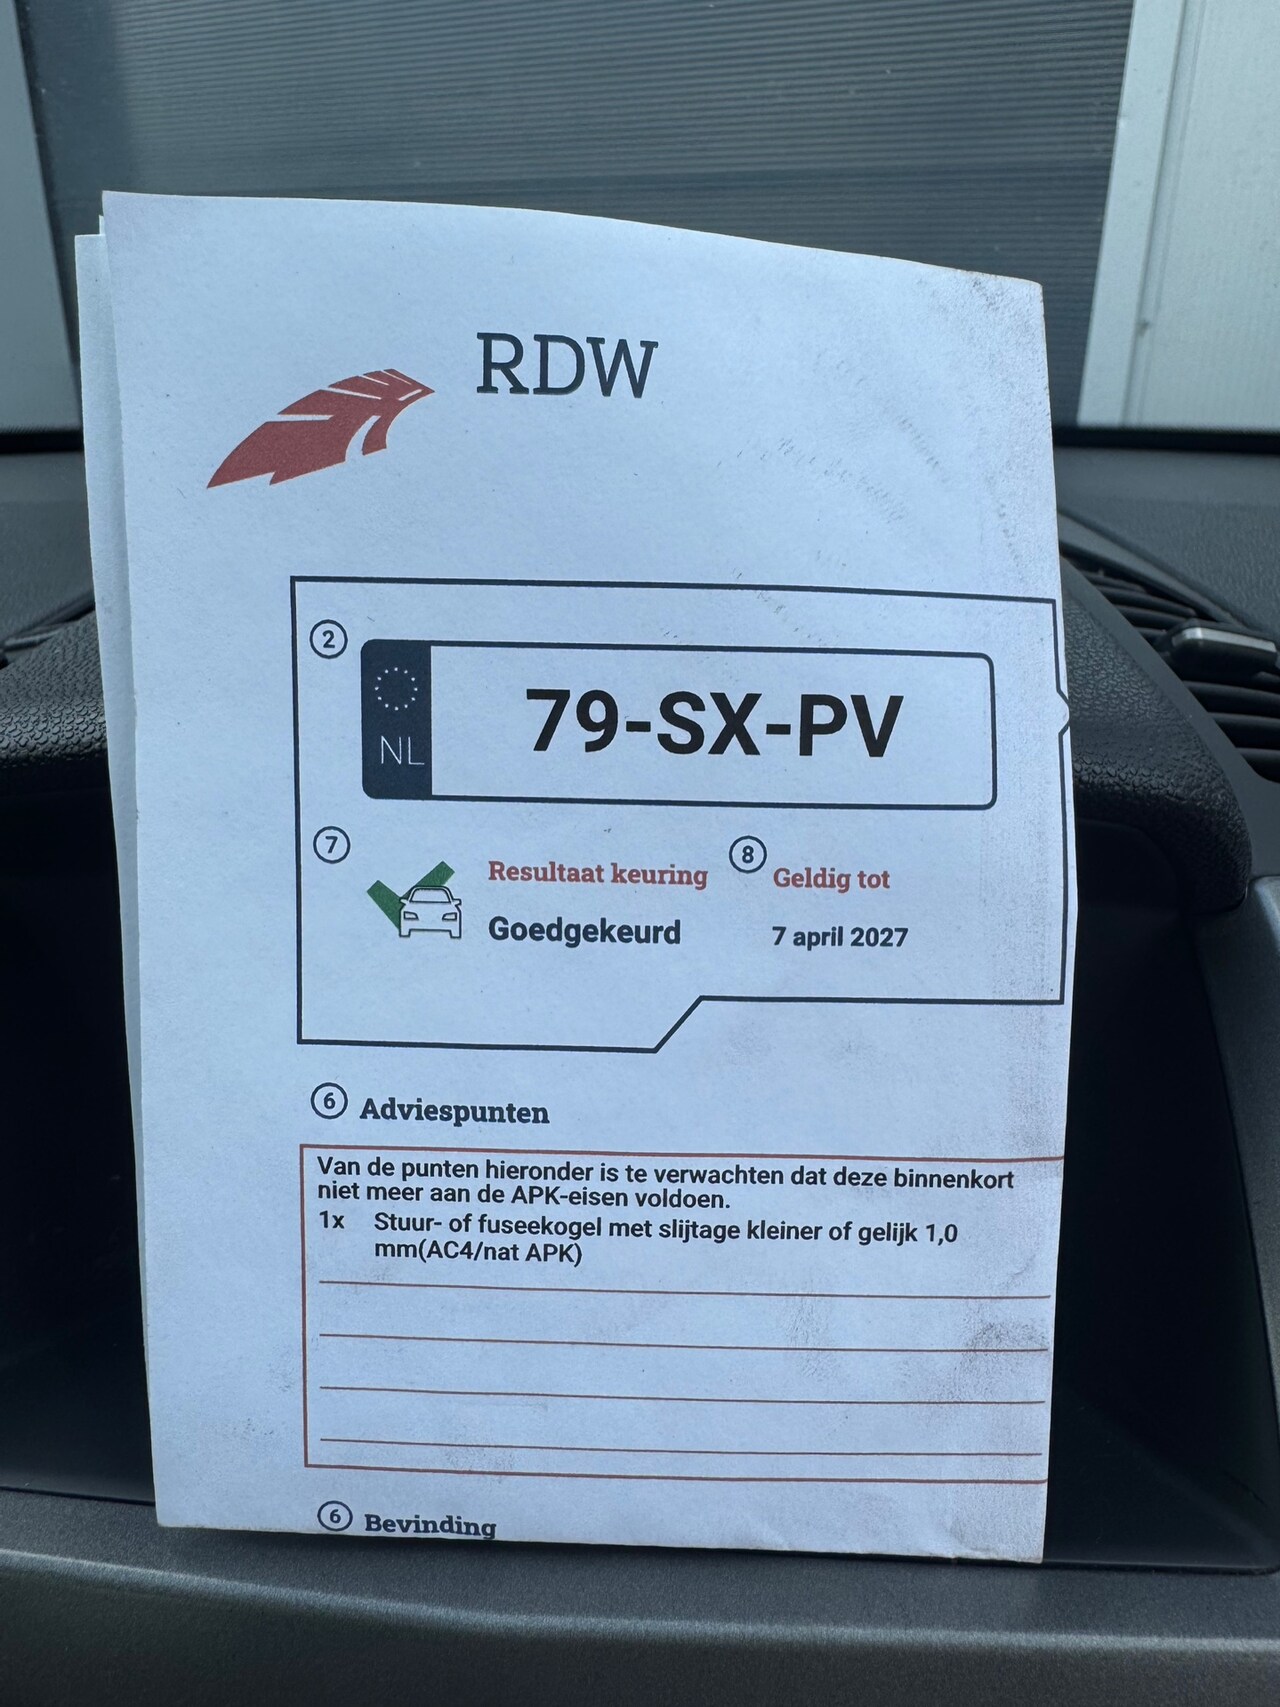 RDW
2
NL 79-SX-PV
7 Resultaat keuring 8 Geldig tot
Goedgekeurd 7 april 2027
6 Adviespunten
Van de punten hieronder is te verwachten dat deze binnenkort
niet meer aan de APK-eisen voldoen.
1x Stuur- of fuseekogel met slijtage kleiner of gelijk 1,0
mm(AC4/nat APK)
6 Bevinding